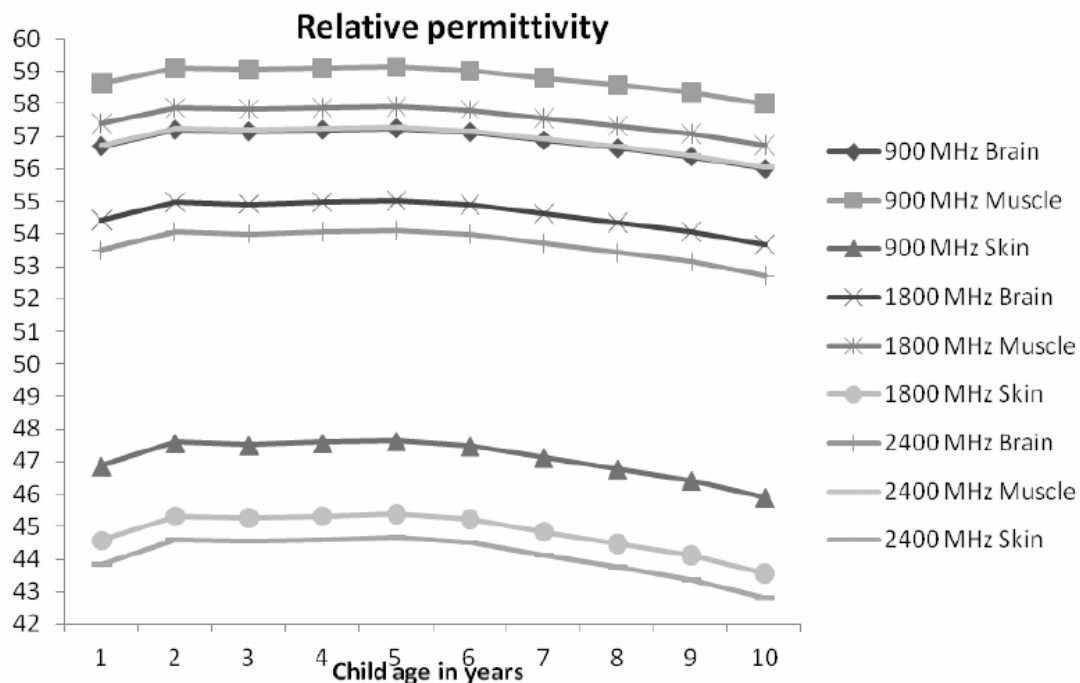 Relative permittivity
60
59
58
57
56
55
54
53
52
51
50
49
48
47
46
45
44
43
42
1 2 3 4 5 6 7 8 9 10
Child age in years
900 MHz Brain
900 MHz Muscle
900 MHz Skin
1800 MHz Brain
1800 MHz Muscle
1800 MHz Skin
2400 MHz Brain
2400 MHz Muscle
2400 MHz Skin